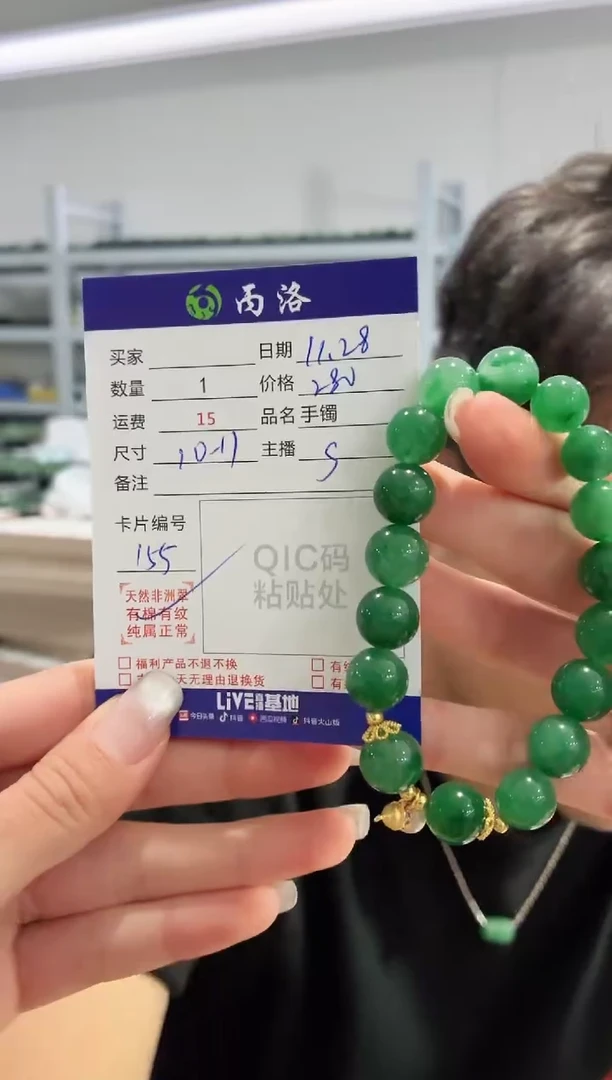 丙洛
买家 日期 11.28
数量 1 价格 280
运费 15 品名 手镯
尺寸 10-11 主播 S
备注
卡片编号
155
QIC码
粘贴处
天然非洲翠
有棉有纹
纯属正常
福利产品不退不换
天无理由退换货
LiVE 直播 基地
今日头条 抖音 西瓜视频 抖音火山版